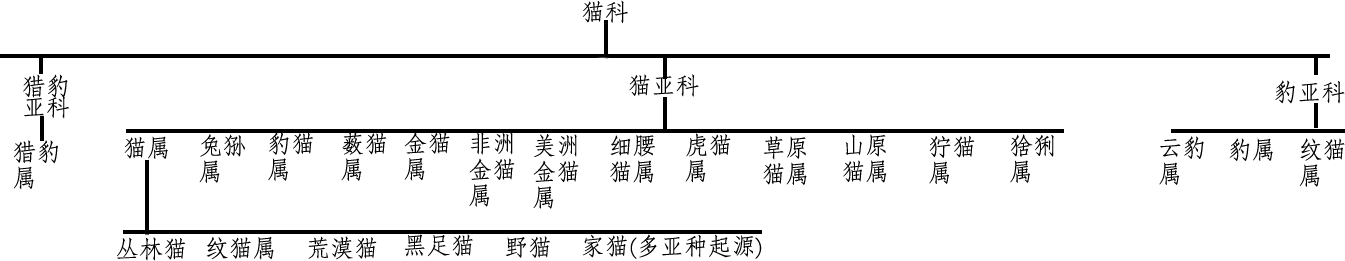 猫科
猎豹
亚科
猫亚科
豹亚科
猎豹
属
猫属
兔狲
属
豹猫
属
薮猫
属
金猫
属
非洲
金猫
属
美洲
金猫
属
细腰
猫属
虎猫
属
草原
猫属
山原
猫属
狞猫
属
猞猁
属
云豹
属
豹属
纹猫
属
丛林猫
纹猫属
荒漠猫
黑足猫
野猫
家猫(多亚种起源)